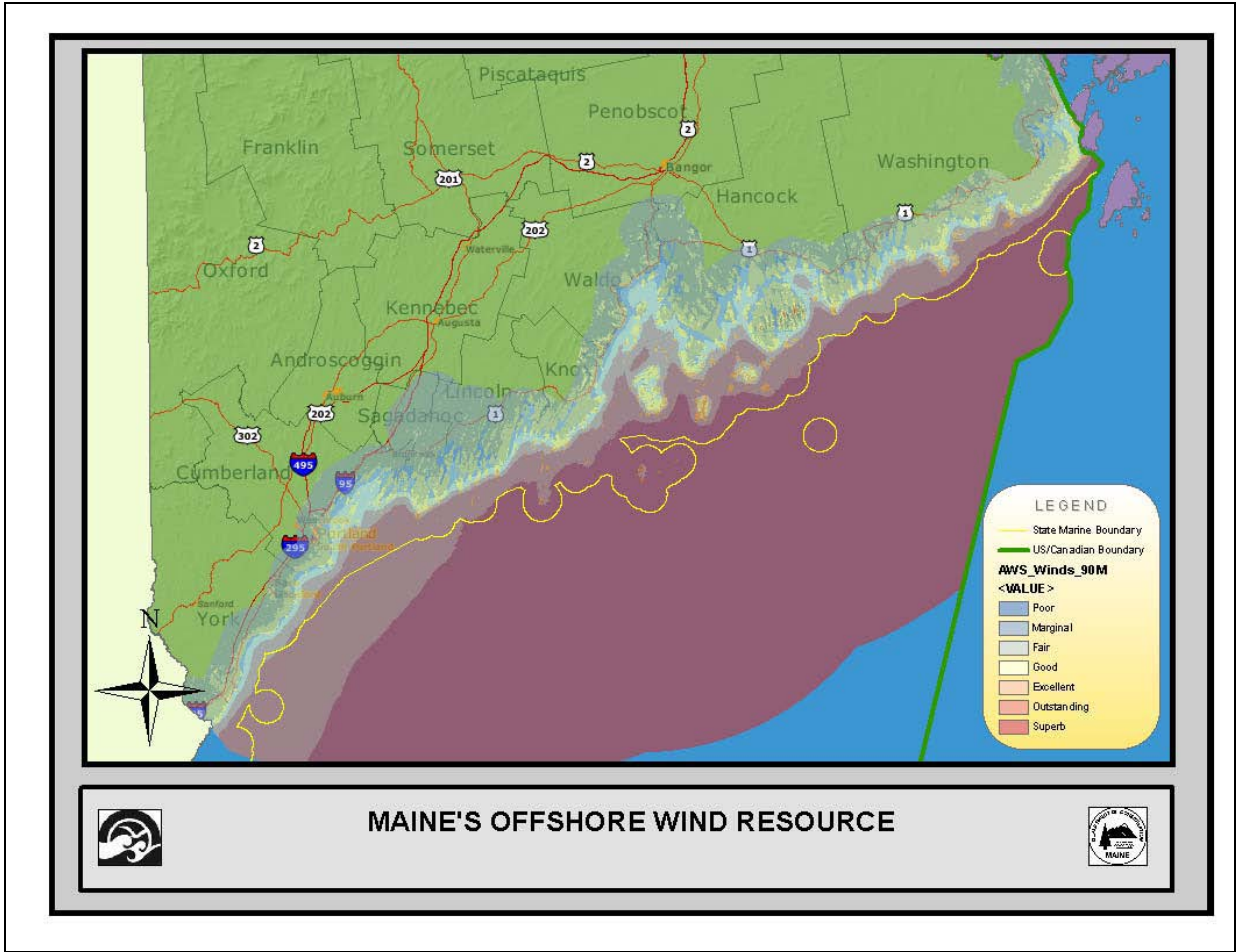 Piscataquis
Penobscot
2
Franklin
Somerset
2
Washington
201
Bangor
Hancock
1
202
2
Waterville
1
Oxford
Waldo
Kennebec
Augusta
Androscoggin
Knox
Auburn
Lincoln
202
Sagadahoc
1
302
495
Cumberland
95
Portland
295
Sanford
York
N
LEGEND
State Marine Boundary
US/Canadian Boundary
AWS_Winds_90M
<VALUE>
Poor
Marginal
Fair
Good
Excellent
Outstanding
Superb
MAINE'S OFFSHORE WIND RESOURCE
MAINE